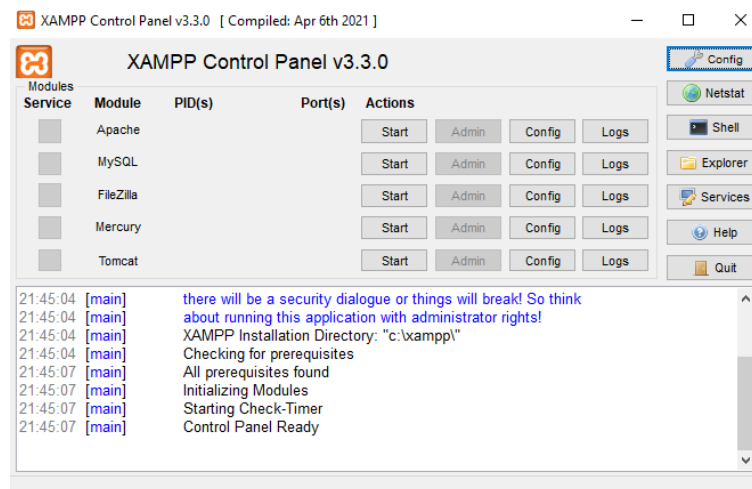 XAMPP Control Panel v3.3.0 [ Compiled: Apr 6th 2021 ]
XAMPP Control Panel v3.3.0
Config
Modules
Service Module PID(s) Port(s) Actions
Netstat
Apache Start Admin Config Logs
Shell
MySQL Start Admin Config Logs
Explorer
FileZilla Start Admin Config Logs
Services
Mercury Start Admin Config Logs
Help
Tomcat Start Admin Config Logs
Quit
21:45:04 [main] there will be a security dialogue or things will break! So think
21:45:04 [main] about running this application with administrator rights!
21:45:04 [main] XAMPP Installation Directory: "c:\xampp\"
21:45:04 [main] Checking for prerequisites
21:45:07 [main] All prerequisites found
21:45:07 [main] Initializing Modules
21:45:07 [main] Starting Check-Timer
21:45:07 [main] Control Panel Ready